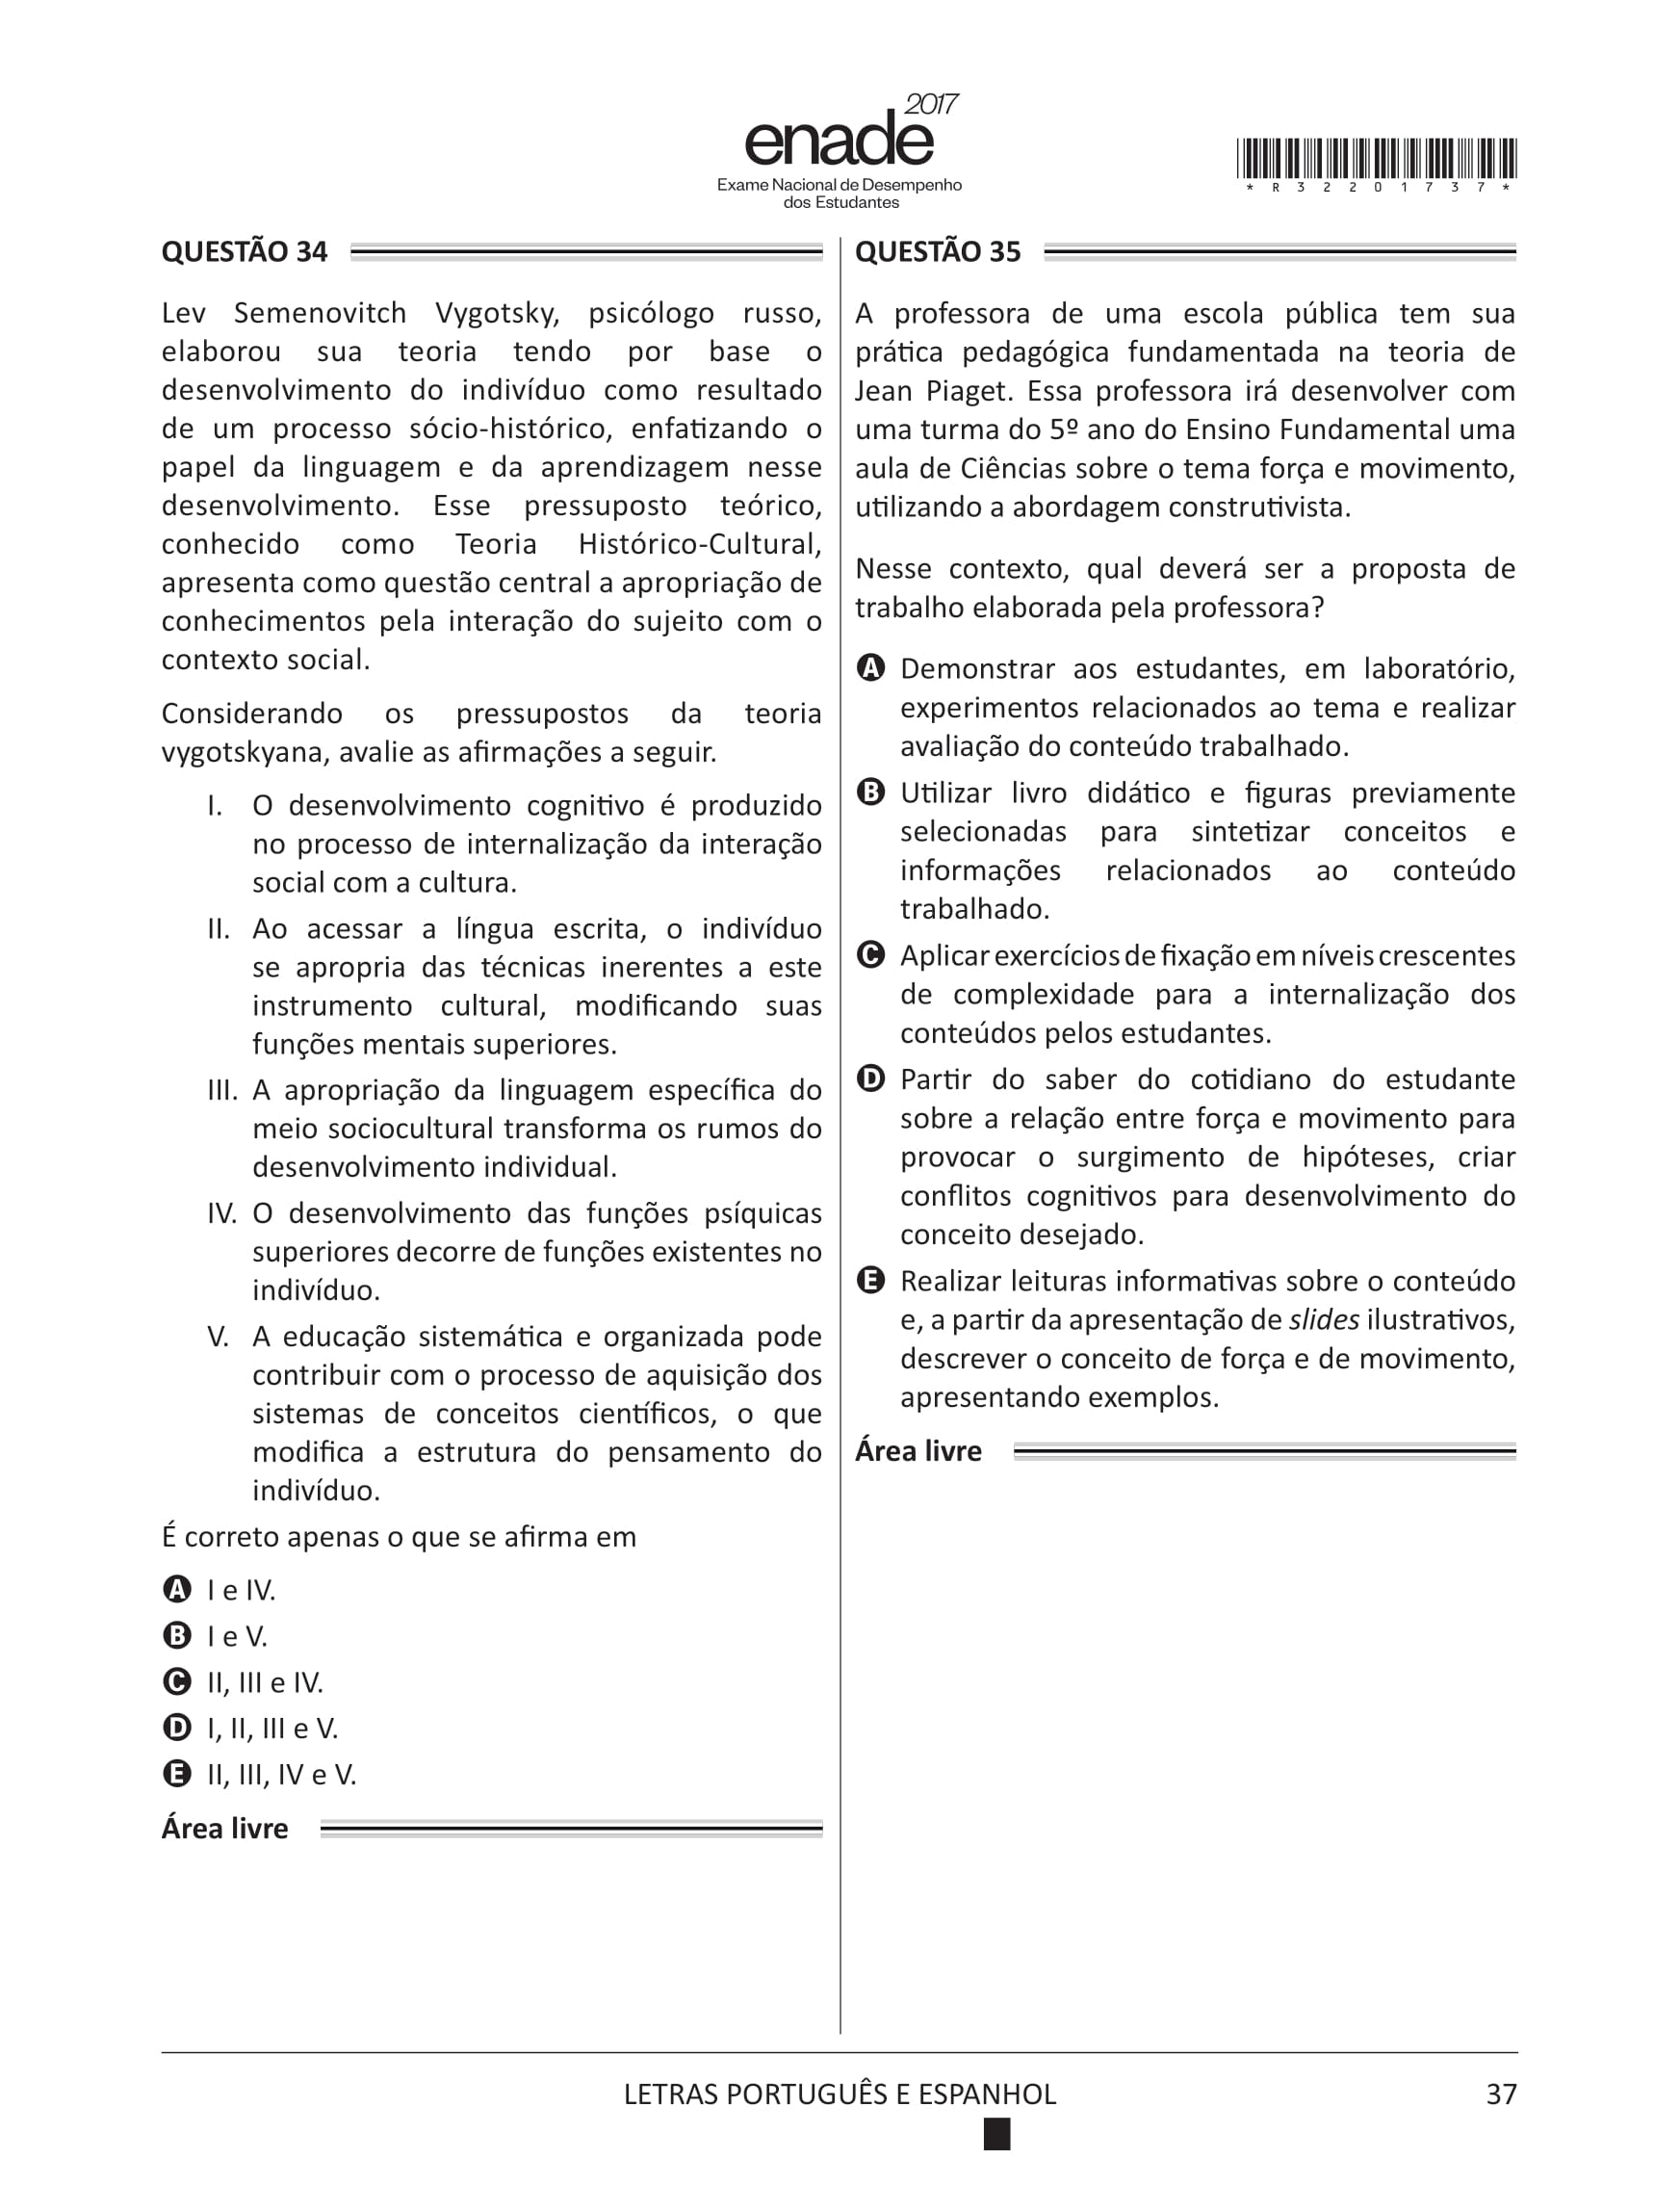 2017
enade
Exame Nacional de Desempenho
dos Estudantes
* R 3 2 2 0 1 7 3 7 *
QUESTÃO 34
Lev Semenovitch Vygotsky, psicólogo russo,
elaborou sua teoria tendo por base o
desenvolvimento do indivíduo como resultado
de um processo sócio-histórico, enfatizando o
papel da linguagem e da aprendizagem nesse
desenvolvimento. Esse pressuposto teórico,
conhecido como Teoria Histórico-Cultural,
apresenta como questão central a apropriação de
conhecimentos pela interação do sujeito com o
contexto social.
Considerando os pressupostos da teoria
vygotskyana, avalie as afirmações a seguir.
I. O desenvolvimento cognitivo é produzido
no processo de internalização da interação
social com a cultura.
II. Ao acessar a língua escrita, o indivíduo
se apropria das técnicas inerentes a este
instrumento cultural, modificando suas
funções mentais superiores.
III. A apropriação da linguagem específica do
meio sociocultural transforma os rumos do
desenvolvimento individual.
IV. O desenvolvimento das funções psíquicas
superiores decorre de funções existentes no
indivíduo.
V. A educação sistemática e organizada pode
contribuir com o processo de aquisição dos
sistemas de conceitos científicos, o que
modifica a estrutura do pensamento do
indivíduo.
É correto apenas o que se afirma em
A I e IV.
B I e V.
C II, III e IV.
D I, II, III e V.
E II, III, IV e V.
Área livre
QUESTÃO 35
A professora de uma escola pública tem sua
prática pedagógica fundamentada na teoria de
Jean Piaget. Essa professora irá desenvolver com
uma turma do 5º ano do Ensino Fundamental uma
aula de Ciências sobre o tema força e movimento,
utilizando a abordagem construtivista.
Nesse contexto, qual deverá ser a proposta de
trabalho elaborada pela professora?
A Demonstrar aos estudantes, em laboratório,
experimentos relacionados ao tema e realizar
avaliação do conteúdo trabalhado.
B Utilizar livro didático e figuras previamente
selecionadas para sintetizar conceitos e
informações relacionados ao conteúdo
trabalhado.
C Aplicar exercícios de fixação em níveis crescentes
de complexidade para a internalização dos
conteúdos pelos estudantes.
D Partir do saber do cotidiano do estudante
sobre a relação entre força e movimento para
provocar o surgimento de hipóteses, criar
conflitos cognitivos para desenvolvimento do
conceito desejado.
E Realizar leituras informativas sobre o conteúdo
e, a partir da apresentação de slides ilustrativos,
descrever o conceito de força e de movimento,
apresentando exemplos.
Área livre
LETRAS PORTUGUÊS E ESPANHOL
37